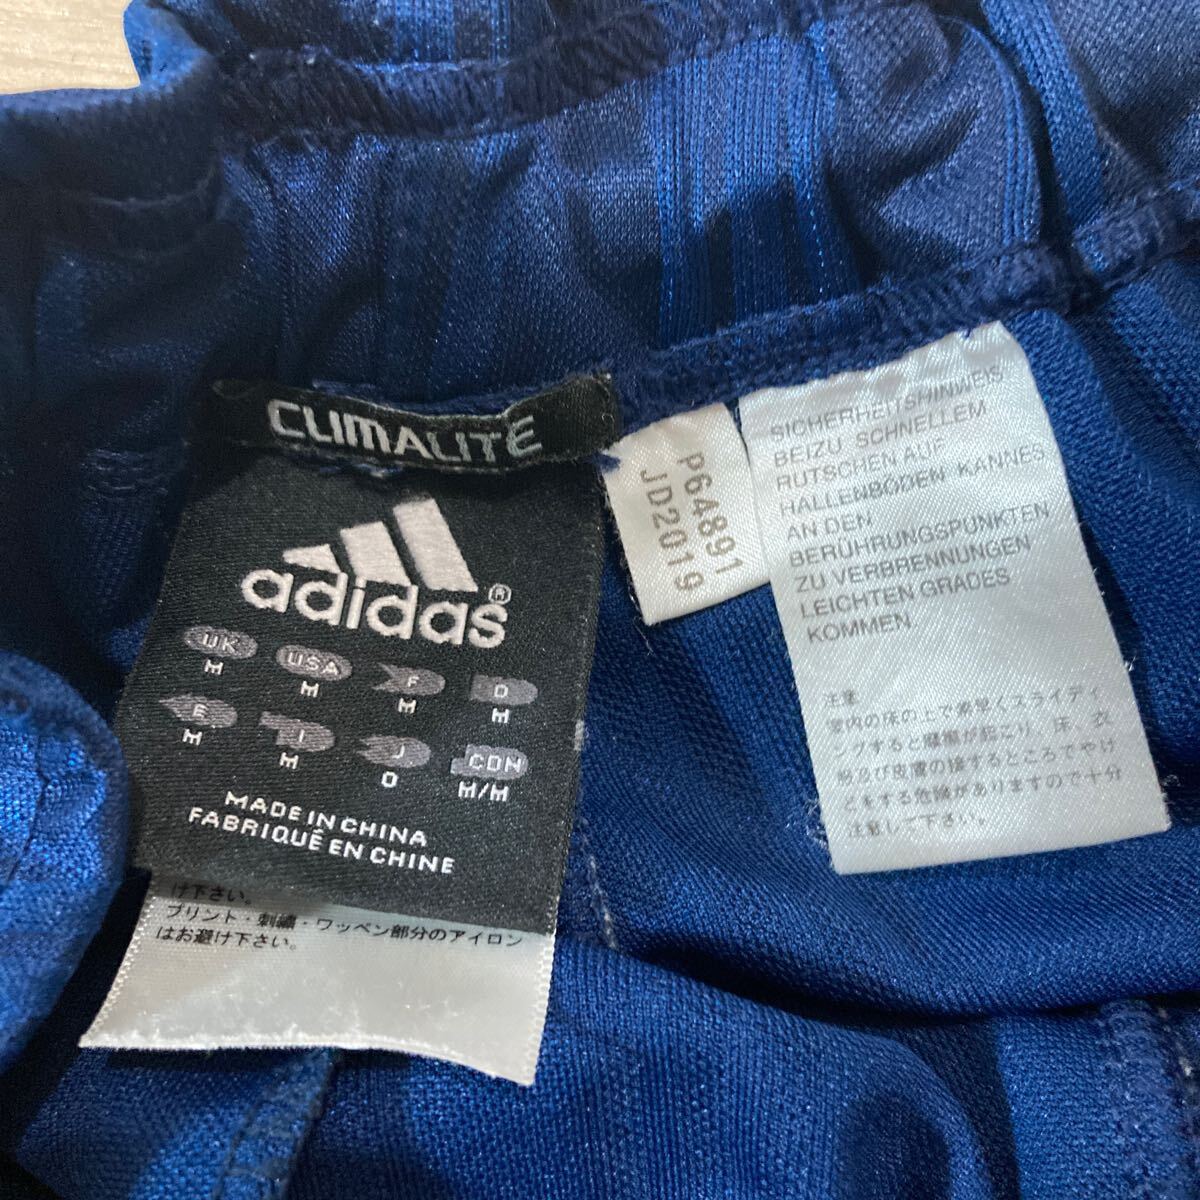 CLIMALITE
adidas®
UK USA F D
M M M M
E I J CDN
M M O M/M
MADE IN CHINA
FABRIQUÉ EN CHINE
け下さい。
プリント・刺繍・ワッペン部分のアイロン
はお避け下さい。
P64891
JD2019
SICHERHEITSHINWEIS
BEIZU SCHNELLEM
RUTSCHEN AUF
HALLENBÖDEN KANNES
AN DEN
BERÜHRUNGSPUNKTEN
ZU VERBRENNUNGEN
LEICHTEN GRADES
KOMMEN
注意
室内の床の上で素早くスライディ
ングすると摩擦が起こり、床、衣
類及び皮膚の接するところでやけ
どをする危険がありますので十分
注意して下さい。